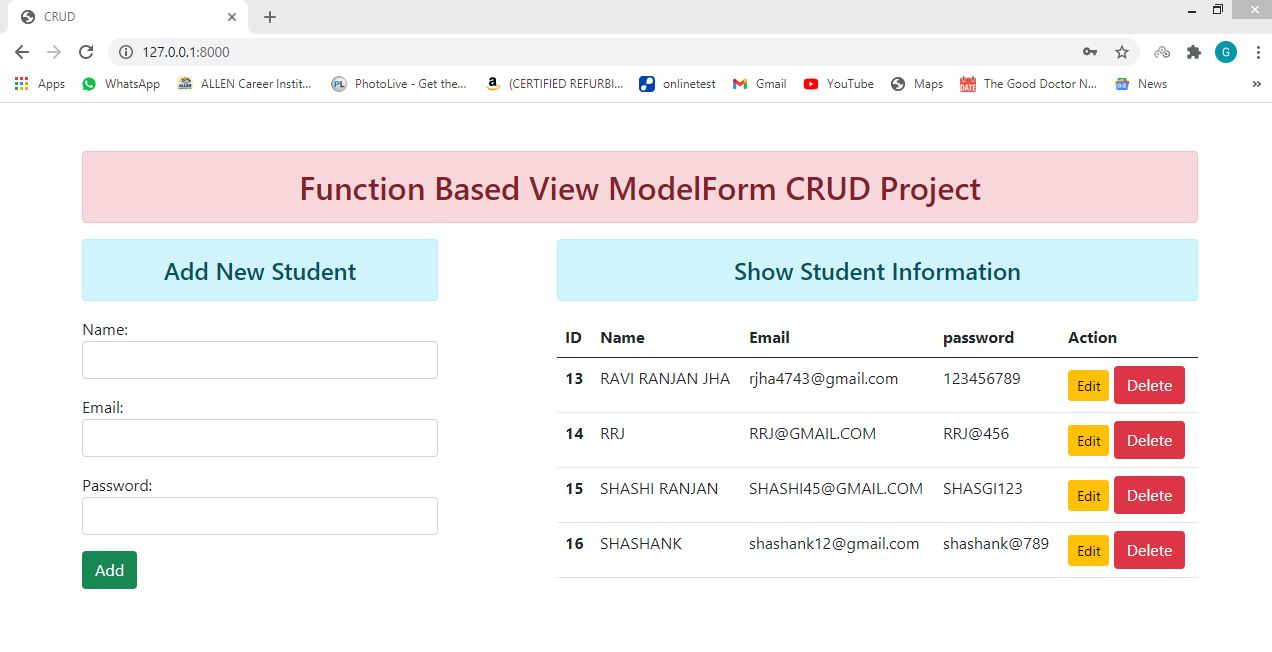 CRUD
127.0.0.1:8000
G
Apps WhatsApp ALLEN Career Instit... PL PhotoLive - Get the... a (CERTIFIED REFURBI... onlinetest Gmail YouTube Maps DATE The Good Doctor N... News
Function Based View ModelForm CRUD Project
Add New Student
Name:
Email:
Password:
Add
Show Student Information
ID Name Email password Action
13 RAVI RANJAN JHA rjha4743@gmail.com 123456789 Edit Delete
14 RRJ RRJ@GMAIL.COM RRJ@456 Edit Delete
15 SHASHI RANJAN SHASHI45@GMAIL.COM SHASGI123 Edit Delete
16 SHASHANK shashank12@gmail.com shashank@789 Edit Delete